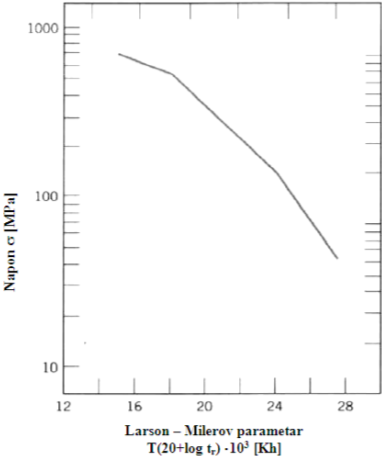 1000
100
10
Napon σ [MPa]
12 16 20 24 28
Larson – Milerov parametar
T(20+log tᵣ) ·10³ [Kh]